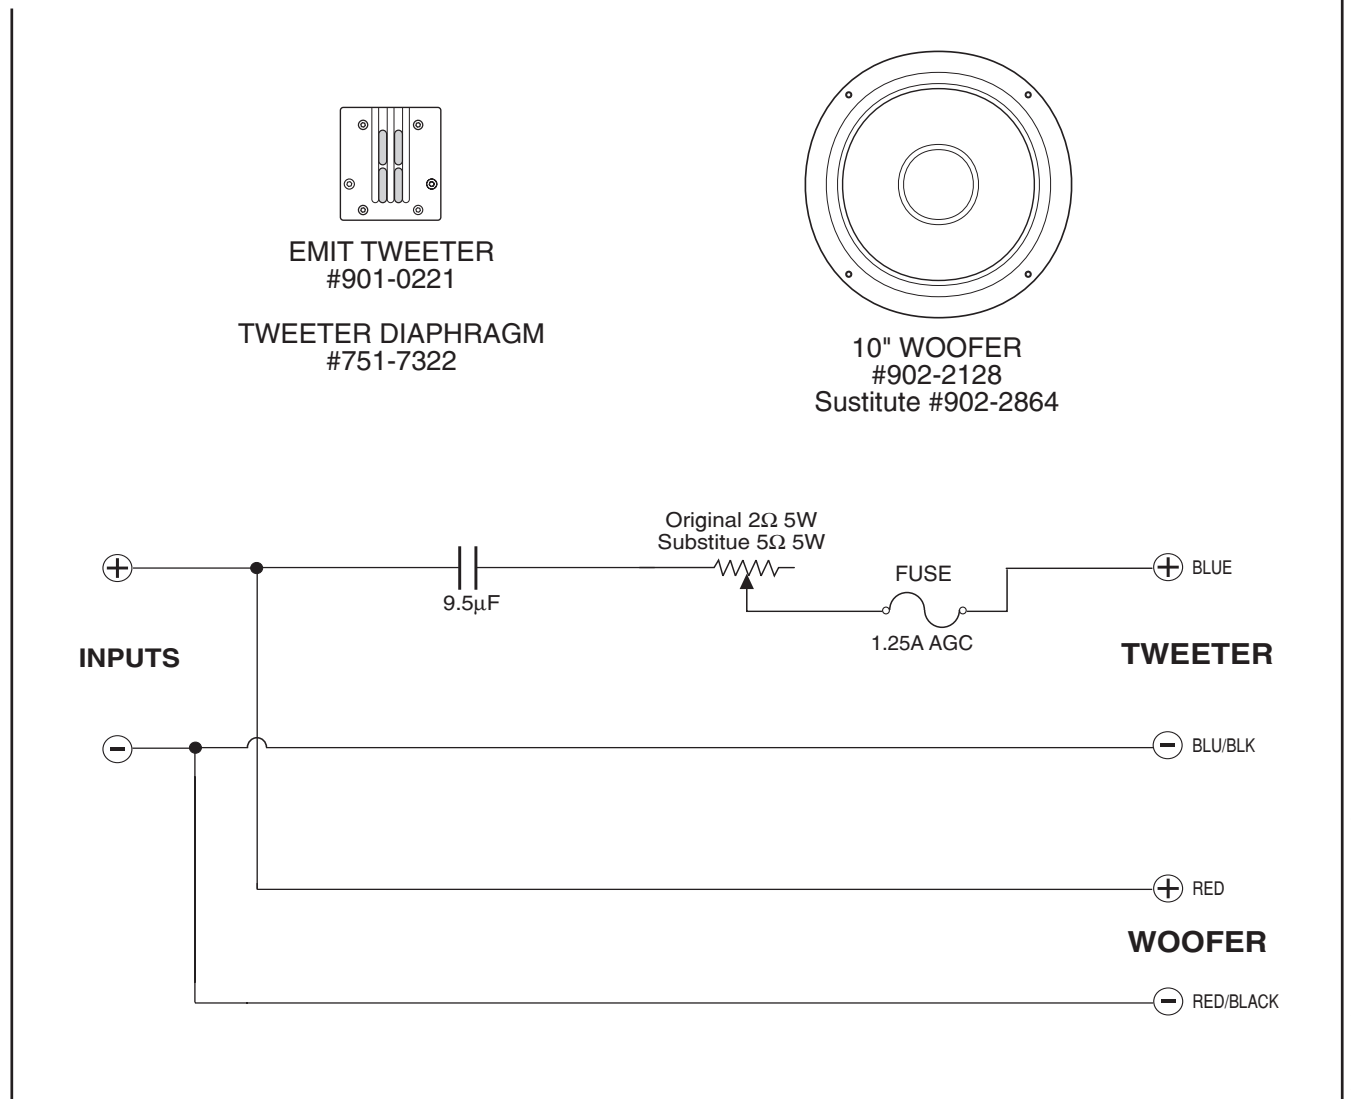 EMIT TWEETER
#901-0221
TWEETER DIAPHRAGM
#751-7322
10" WOOFER
#902-2128
Sustitute #902-2864
Original 2Ω 5W
Substitue 5Ω 5W
9.5µF
FUSE
1.25A AGC
BLUE
INPUTS
TWEETER
BLU/BLK
RED
WOOFER
RED/BLACK